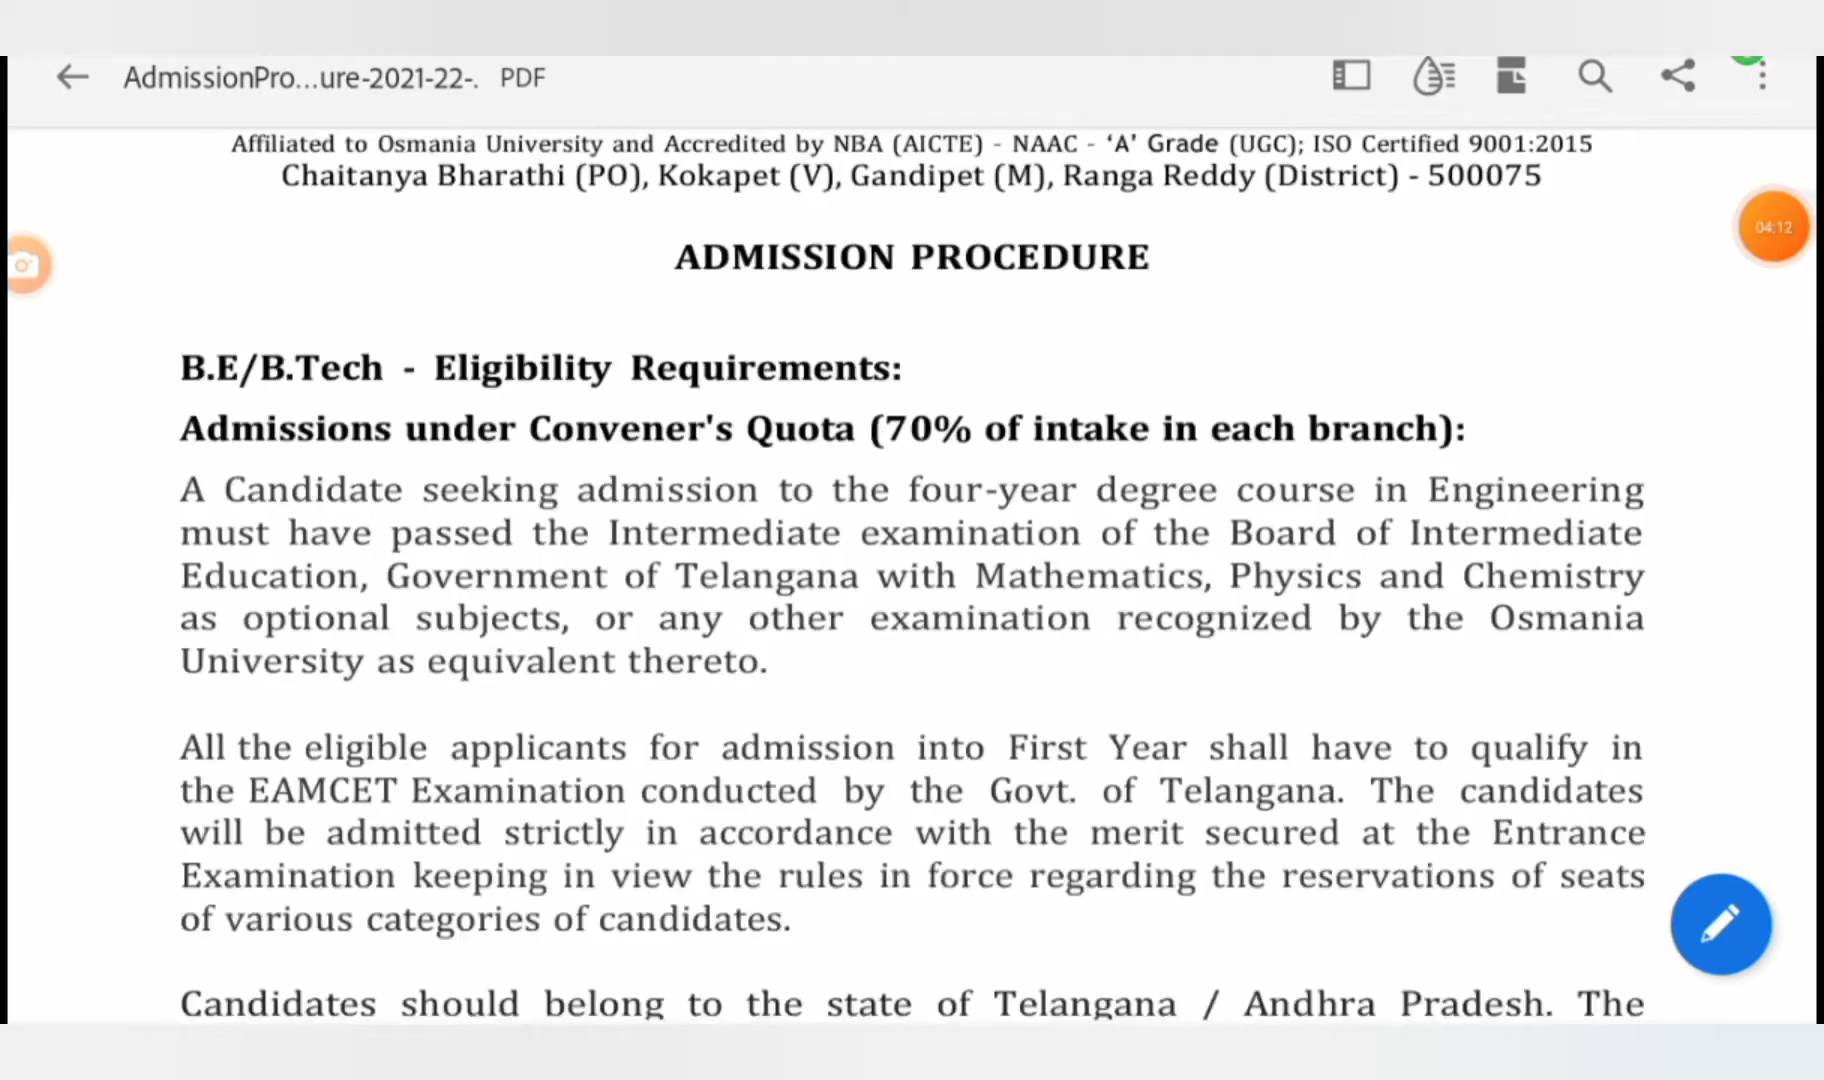 AdmissionPro...ure-2021-22-. PDF
Affiliated to Osmania University and Accredited by NBA (AICTE) - NAAC - ‘A’ Grade (UGC); ISO Certified 9001:2015
Chaitanya Bharathi (PO), Kokapet (V), Gandipet (M), Ranga Reddy (District) - 500075
04:12
ADMISSION PROCEDURE
B.E/B.Tech - Eligibility Requirements:
Admissions under Convener's Quota (70% of intake in each branch):
A Candidate seeking admission to the four-year degree course in Engineering
must have passed the Intermediate examination of the Board of Intermediate
Education, Government of Telangana with Mathematics, Physics and Chemistry
as optional subjects, or any other examination recognized by the Osmania
University as equivalent thereto.
All the eligible applicants for admission into First Year shall have to qualify in
the EAMCET Examination conducted by the Govt. of Telangana. The candidates
will be admitted strictly in accordance with the merit secured at the Entrance
Examination keeping in view the rules in force regarding the reservations of seats
of various categories of candidates.
Candidates should belong to the state of Telangana / Andhra Pradesh. The